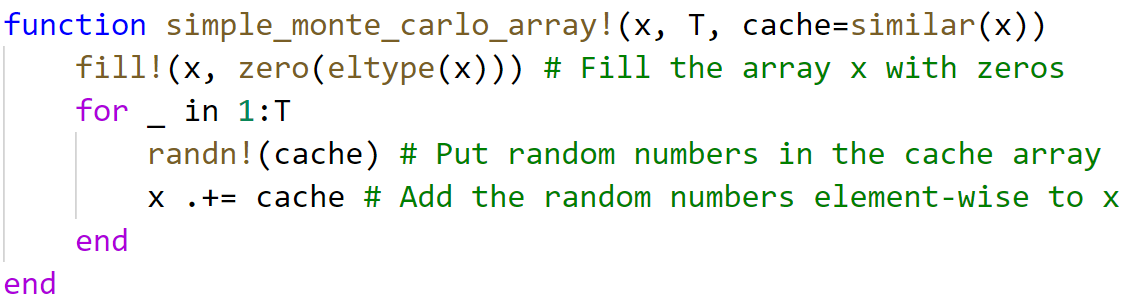 function simple_monte_carlo_array!(x, T, cache=similar(x))
    fill!(x, zero(eltype(x))) # Fill the array x with zeros
    for _ in 1:T
        randn!(cache) # Put random numbers in the cache array
        x .+= cache # Add the random numbers element-wise to x
    end
end